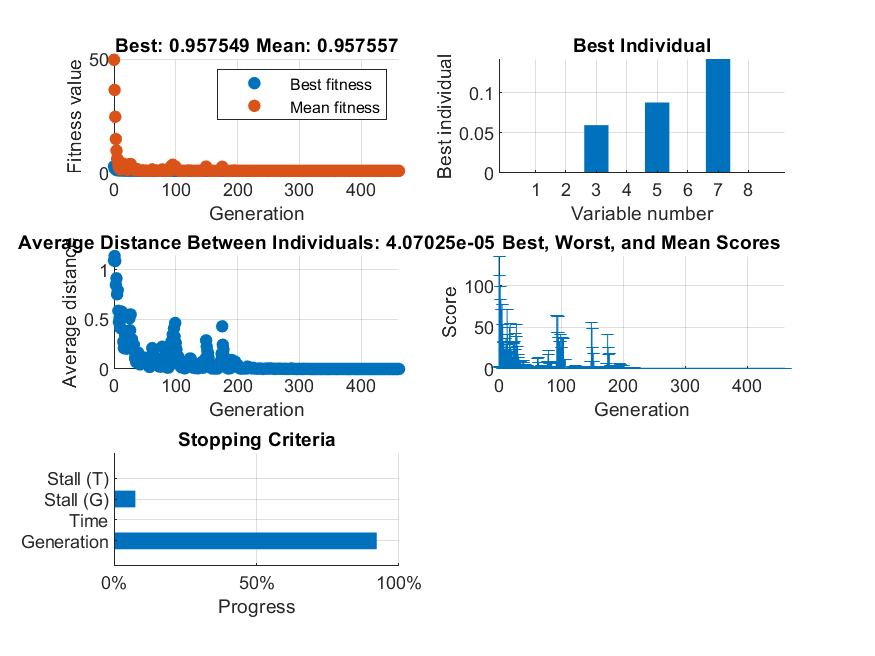 Best: 0.957549 Mean: 0.957557
Fitness value
50
0
Best fitness
Mean fitness
0 100 200 300 400
Generation
Best Individual
Best individual
0.1
0.05
0
1 2 3 4 5 6 7 8
Variable number
Average Distance Between Individuals: 4.07025e-05
Average distance
1
0.5
0
0 100 200 300 400
Generation
Best, Worst, and Mean Scores
Score
100
50
0
0 100 200 300 400
Generation
Stopping Criteria
Stall (T)
Stall (G)
Time
Generation
0% 50% 100%
Progress